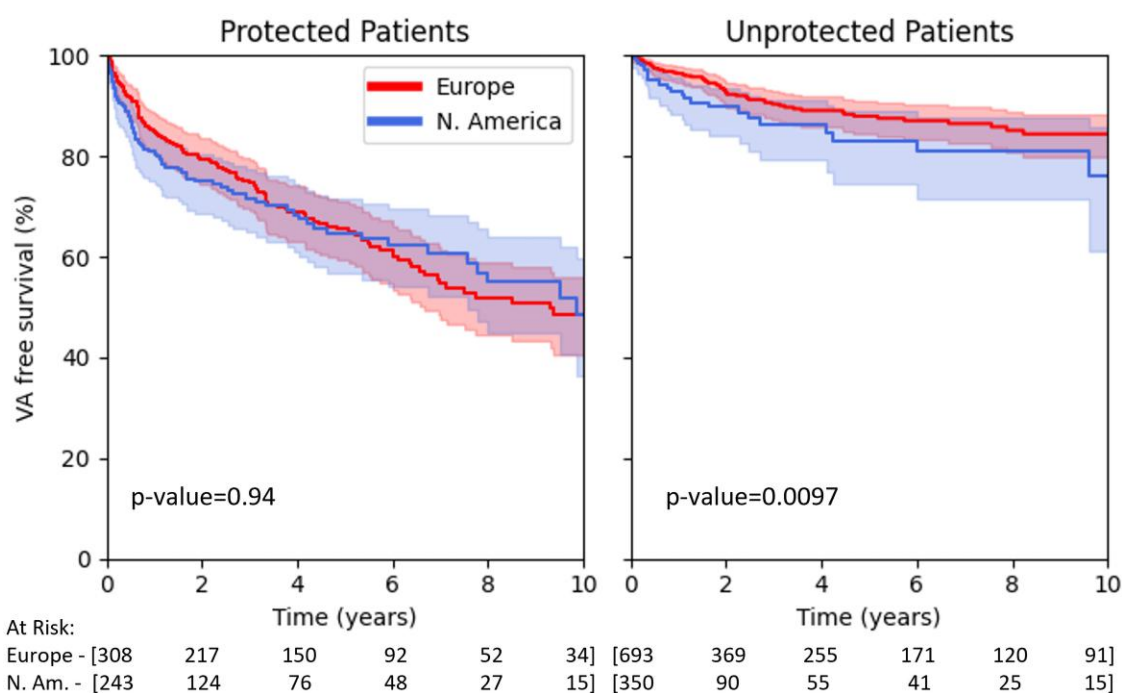 Protected Patients
Unprotected Patients
VA free survival (%)
100
80
60
40
20
0
Europe
N. America
p-value=0.94
p-value=0.0097
0 2 4 6 8 10
0 2 4 6 8 10
Time (years)
Time (years)
At Risk:
Europe - [308 217 150 92 52 34] [693 369 255 171 120 91]
N. Am. - [243 124 76 48 27 15] [350 90 55 41 25 15]